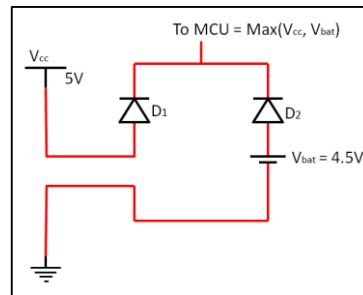 To MCU = Max(Vcc, Vbat)
Vcc
5V
D1
D2
Vbat = 4.5V